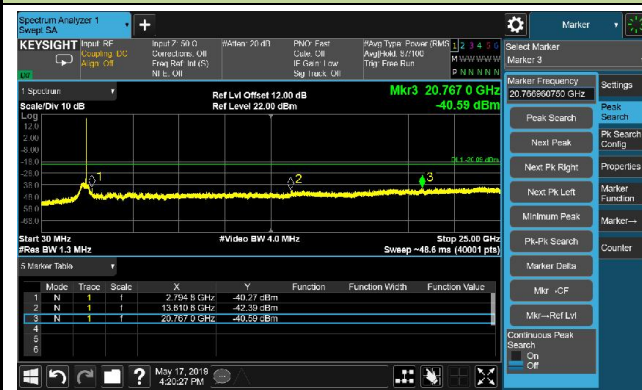 Spectrum Analyzer 1
Swept SA
+
Marker
KEYSIGHT
Input: RF
Coupling: DC
Align: Off
Input Z: 50 Ω
Corrections: Off
Freq Ref: Int (S)
NFE: Off
#Atten: 20 dB
PNO: Fast
Gate: Off
IF Gain: Low
Sig Track: Off
#Avg Type: Power (RMS
Avg|Hold: 87/100
Trig: Free Run
1 2 3 4 5 6
M W W W W W
P N N N N N
Select Marker
Marker 3
Marker Frequency
20.766960750 GHz
Settings
Peak Search
Next Peak
Next Pk Right
Next Pk Left
Minimum Peak
Pk-Pk Search
Marker Delta
Mkr→CF
Mkr→Ref Lvl
Continuous Peak
Search
On
Off
Peak
Search
Pk Search
Config
Properties
Marker
Function
Marker→
Counter
1 Spectrum
Scale/Div 10 dB
Ref Lvl Offset 12.00 dB
Ref Level 22.00 dBm
Mkr3 20.767 0 GHz
-40.59 dBm
Log
12.0
2.00
-8.00
-18.0
-28.0
-38.0
-48.0
-58.0
-68.0
1
2
3
Start 30 MHz
#Res BW 1.3 MHz
#Video BW 4.0 MHz
Stop 25.00 GHz
Sweep ~48.6 ms (40001 pts)
5 Marker Table
Mode Trace Scale X Y Function Function Width Function Value
1 N 1 f 2.794 8 GHz -40.27 dBm
2 N 1 f 13.610 6 GHz -42.39 dBm
3 N 1 f 20.767 0 GHz -40.59 dBm
4
5
6
?
May 17, 2019
4:20:27 PM